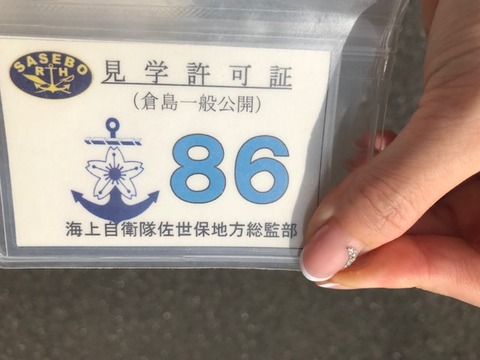 SASEBO
RH
見学許可証
(倉島一般公開)
86
海上自衛隊佐世保地方総監部